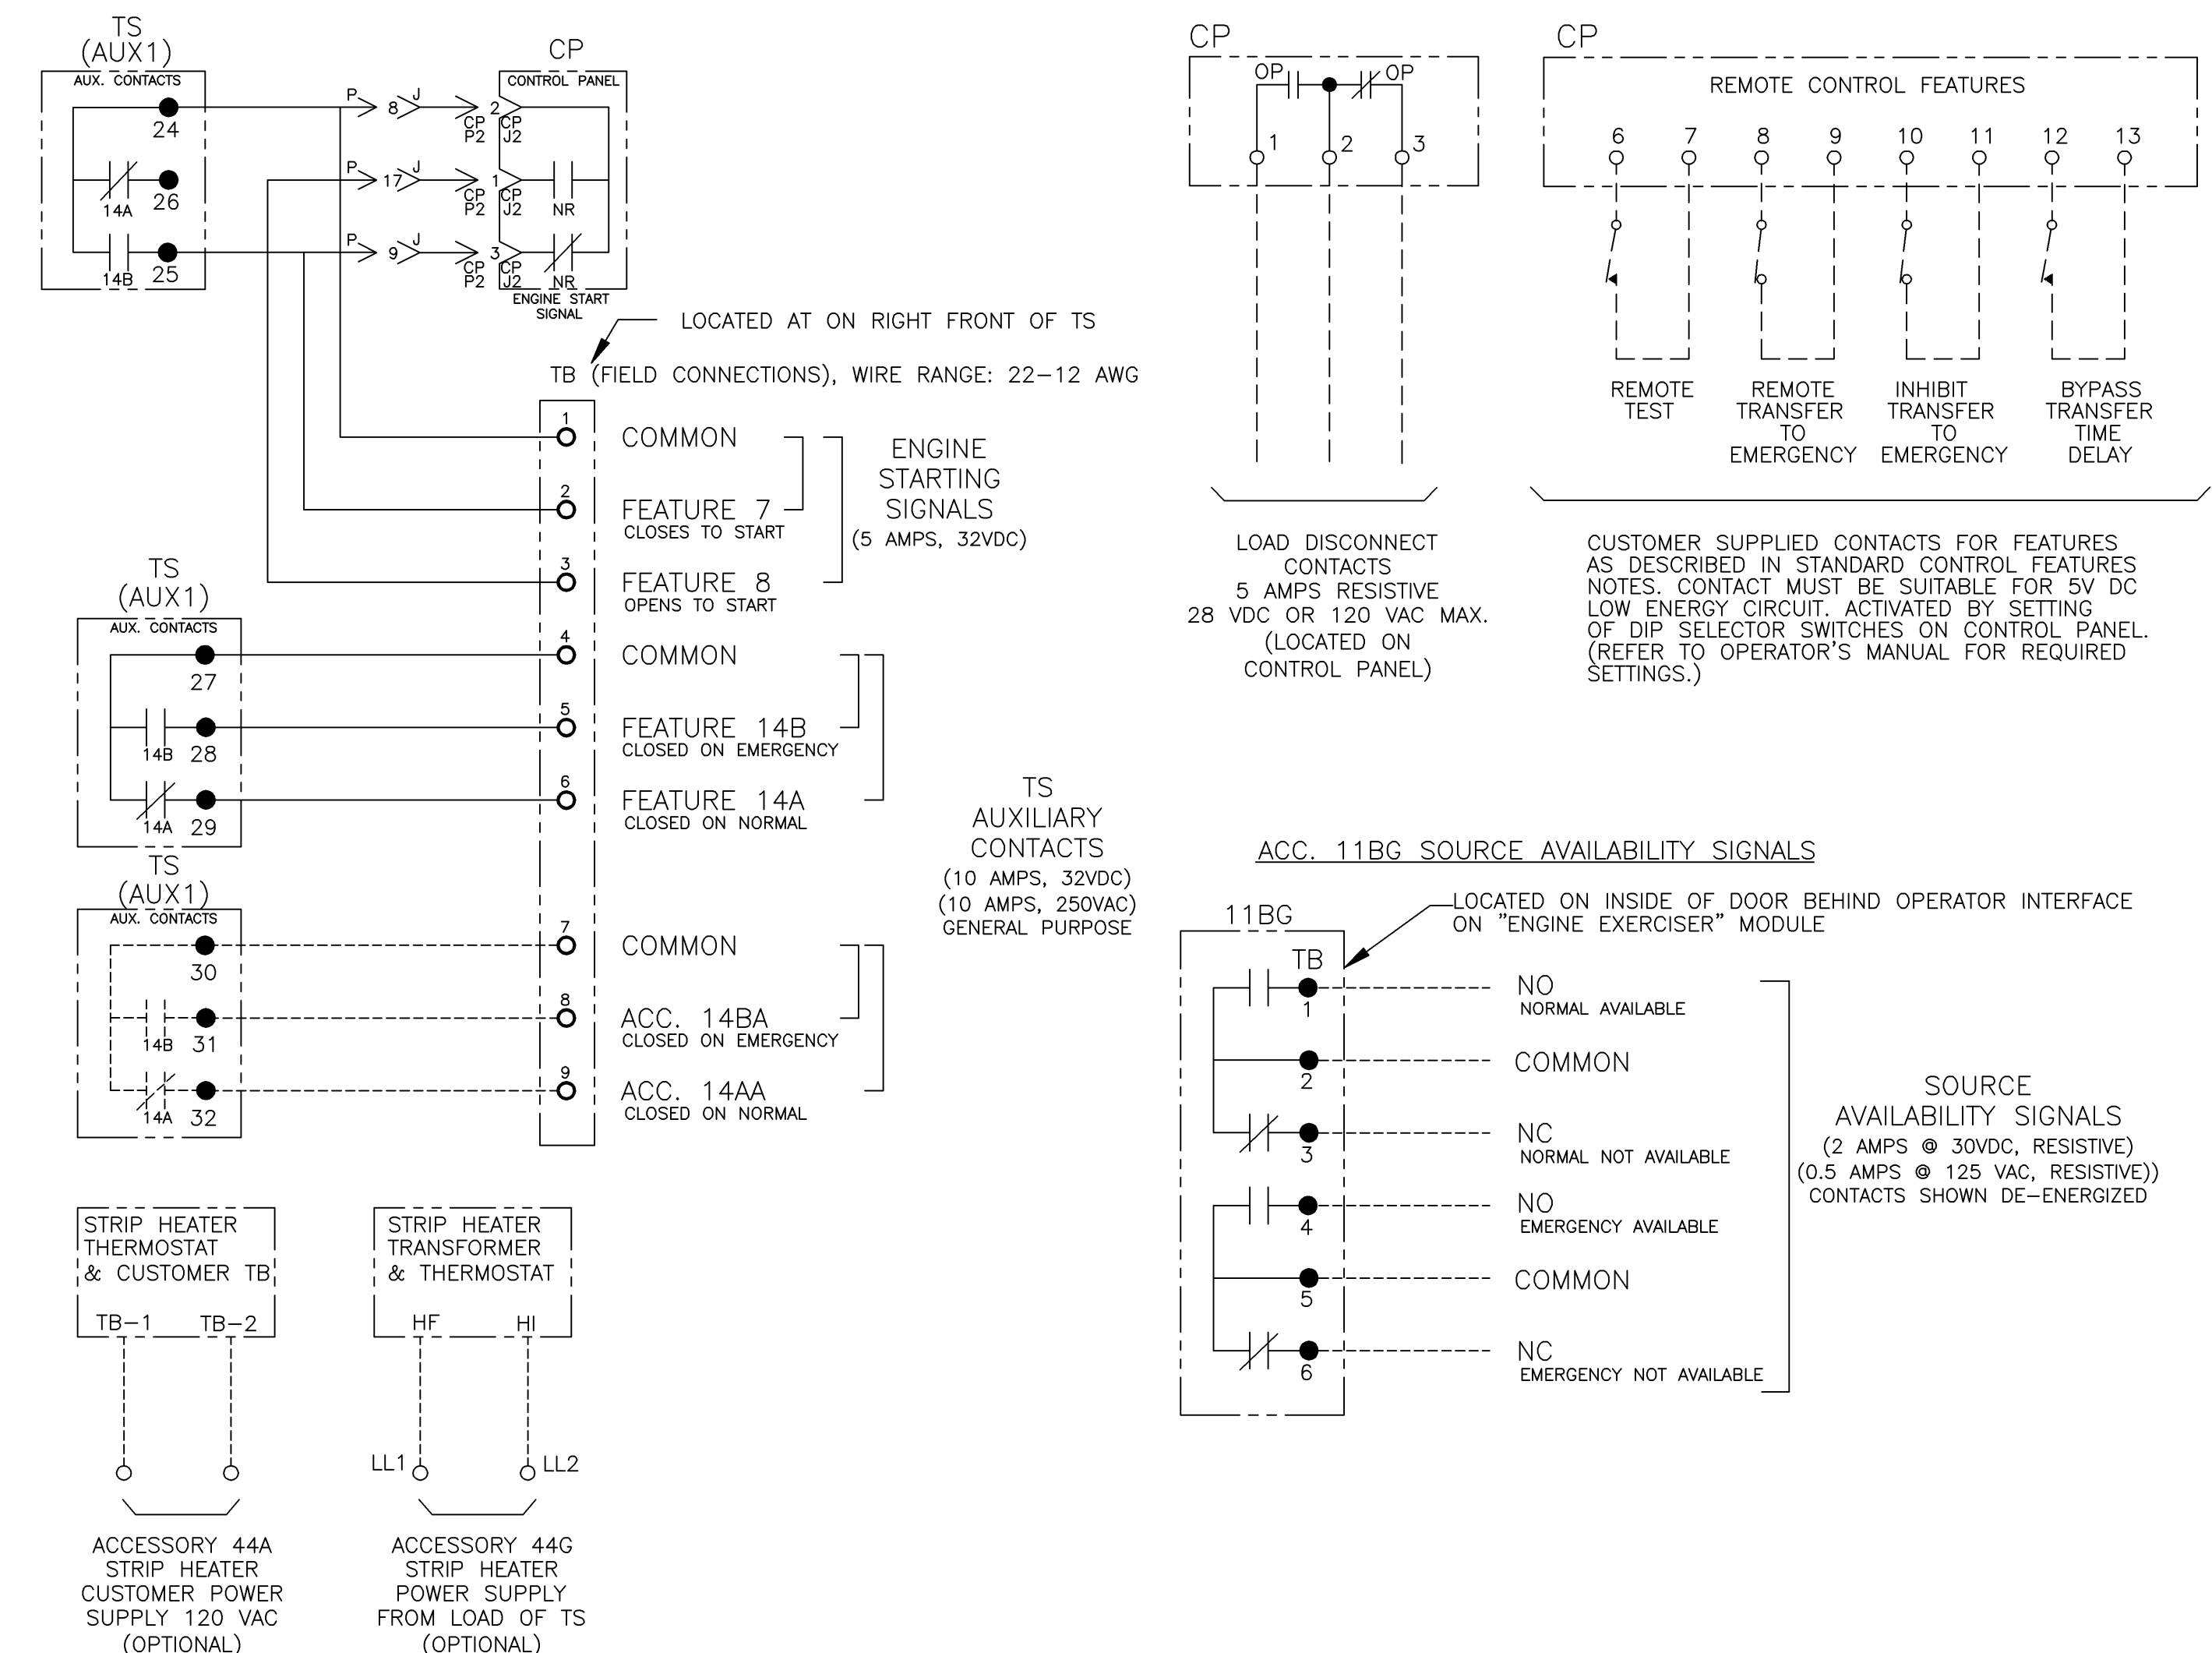 TS
(AUX1)
AUX. CONTACTS
24
26
14A
14B
25
P
8
J
2
CP
P2
CP
J2
P
17
J
1
CP
P2
CP
J2
NR
P
9
J
3
CP
P2
CP
J2
NR
CP
CONTROL PANEL
ENGINE START
SIGNAL
LOCATED AT ON RIGHT FRONT OF TS
TB (FIELD CONNECTIONS), WIRE RANGE: 22-12 AWG
1
COMMON
2
FEATURE 7
CLOSES TO START
3
FEATURE 8
OPENS TO START
ENGINE
STARTING
SIGNALS
(5 AMPS, 32VDC)
TS
(AUX1)
AUX. CONTACTS
27
14B
28
14A
29
4
COMMON
5
FEATURE 14B
CLOSED ON EMERGENCY
6
FEATURE 14A
CLOSED ON NORMAL
TS
AUXILIARY
CONTACTS
(10 AMPS, 32VDC)
(10 AMPS, 250VAC)
GENERAL PURPOSE
TS
(AUX1)
AUX. CONTACTS
30
14B
31
14A
32
7
COMMON
8
ACC. 14BA
CLOSED ON EMERGENCY
9
ACC. 14AA
CLOSED ON NORMAL
STRIP HEATER
THERMOSTAT
& CUSTOMER TB
TB-1
TB-2
ACCESSORY 44A
STRIP HEATER
CUSTOMER POWER
SUPPLY 120 VAC
(OPTIONAL)
STRIP HEATER
TRANSFORMER
& THERMOSTAT
HF
HI
LL1
LL2
ACCESSORY 44G
STRIP HEATER
POWER SUPPLY
FROM LOAD OF TS
(OPTIONAL)
CP
OP
OP
1
2
3
LOAD DISCONNECT
CONTACTS
5 AMPS RESISTIVE
28 VDC OR 120 VAC MAX.
(LOCATED ON
CONTROL PANEL)
CP
REMOTE CONTROL FEATURES
6
7
8
9
10
11
12
13
REMOTE
TEST
REMOTE
TRANSFER
TO
EMERGENCY
INHIBIT
TRANSFER
TO
EMERGENCY
BYPASS
TRANSFER
TIME
DELAY
CUSTOMER SUPPLIED CONTACTS FOR FEATURES
AS DESCRIBED IN STANDARD CONTROL FEATURES
NOTES. CONTACT MUST BE SUITABLE FOR 5V DC
LOW ENERGY CIRCUIT. ACTIVATED BY SETTING
OF DIP SELECTOR SWITCHES ON CONTROL PANEL.
(REFER TO OPERATOR'S MANUAL FOR REQUIRED
SETTINGS.)
ACC. 11BG SOURCE AVAILABILITY SIGNALS
LOCATED ON INSIDE OF DOOR BEHIND OPERATOR INTERFACE
ON "ENGINE EXERCISER" MODULE
11BG
TB
1
NO
NORMAL AVAILABLE
2
COMMON
3
NC
NORMAL NOT AVAILABLE
4
NO
EMERGENCY AVAILABLE
5
COMMON
6
NC
EMERGENCY NOT AVAILABLE
SOURCE
AVAILABILITY SIGNALS
(2 AMPS @ 30VDC, RESISTIVE)
(0.5 AMPS @ 125 VAC, RESISTIVE))
CONTACTS SHOWN DE-ENERGIZED